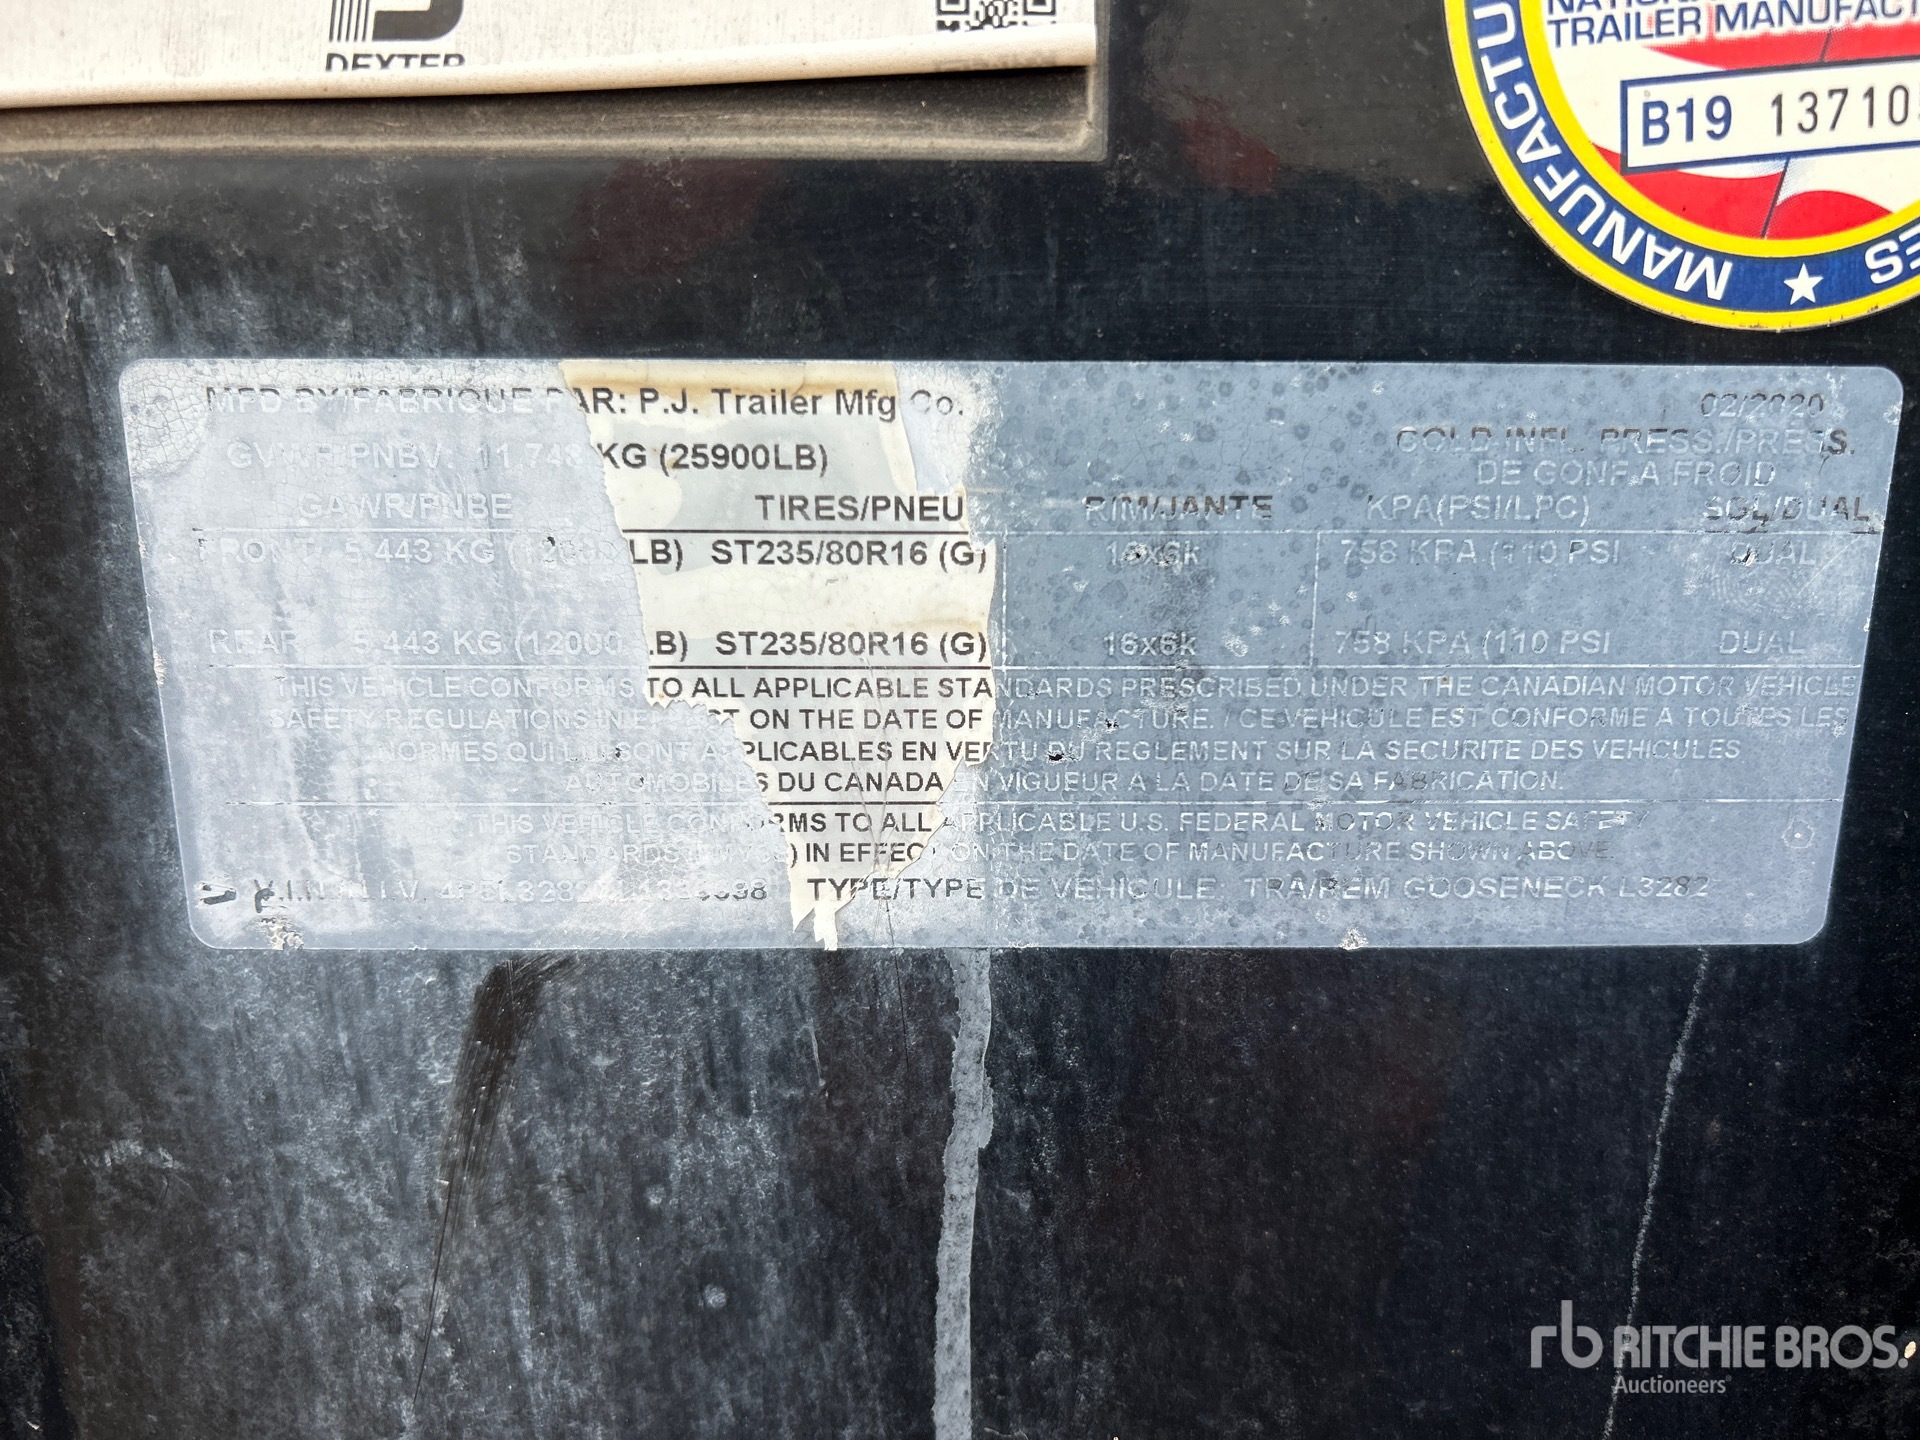 DEXTER
TRAILER MANUFACT
B19 13710
MANUFACTU
ES ★ MANUFACTU
MFD BY/FABRIQUE PAR: P.J. Trailer Mfg Co. 02/2020
GVWR/PNBV: 11 748 KG (25900LB) COLD INFL. PRESS./PRESS.
DE GONF.A FROID
GAWR/PNBE TIRES/PNEU RIM/JANTE KPA(PSI/LPC) SGL/DUAL
FRONT 5 443 KG (12000 LB) ST235/80R16 (G) 16x6k 758 KPA (110 PSI DUAL
REAR 5 443 KG (12000 LB) ST235/80R16 (G) 16x6k 758 KPA (110 PSI DUAL
THIS VEHICLE CONFORMS TO ALL APPLICABLE STANDARDS PRESCRIBED UNDER THE CANADIAN MOTOR VEHICLE
SAFETY REGULATIONS IN EFFECT ON THE DATE OF MANUFACTURE. / CE VEHICULE EST CONFORME A TOUTES LES
NORMES QUI LUI SONT APPLICABLES EN VERTU DU REGLEMENT SUR LA SECURITE DES VEHICULES
AUTOMOBILES DU CANADA EN VIGUEUR A LA DATE DE SA FABRICATION.
THIS VEHICLE CONFORMS TO ALL APPLICABLE U.S. FEDERAL MOTOR VEHICLE SAFETY
STANDARDS (FMVSS) IN EFFECT ON THE DATE OF MANUFACTURE SHOWN ABOVE.
V.I.N./N.I.V. TYPE/TYPE DE VEHICULE: TRA/REM GOOSENECK L3282
rb RITCHIE BROS.
Auctioneers